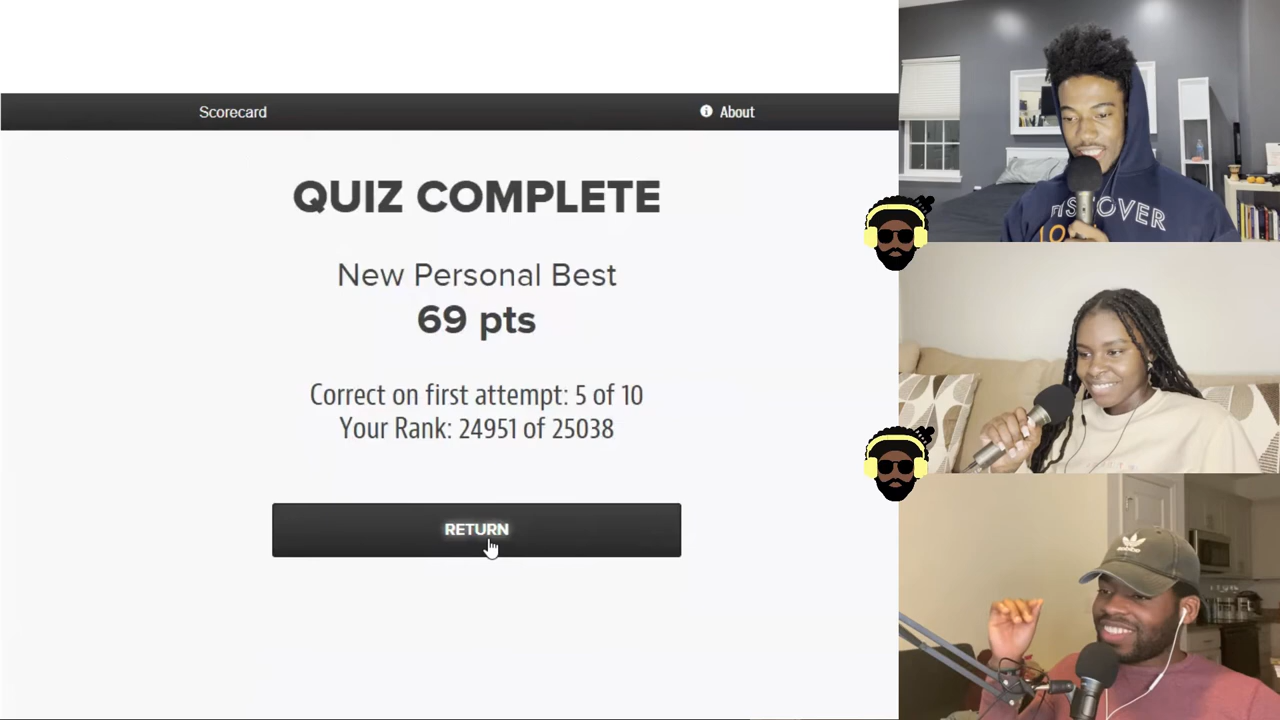 Scorecard
About
QUIZ COMPLETE
New Personal Best
69 pts
Correct on first attempt: 5 of 10
Your Rank: 24951 of 25038
RETURN